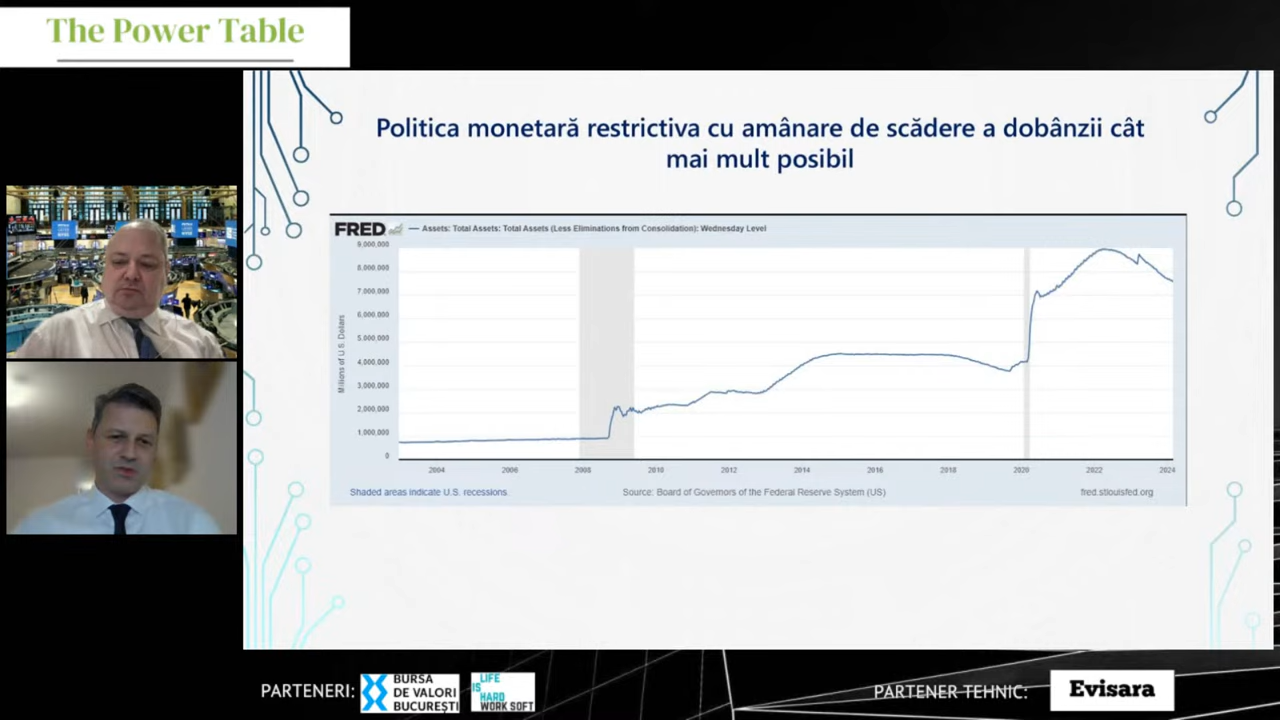 The Power Table
Politica monetară restrictiva cu amânare de scădere a dobânzii cât
mai mult posibil
FRED
Assets: Total Assets: Total Assets (Less Eliminations from Consolidation): Wednesday Level
9,000,000
8,000,000
7,000,000
6,000,000
5,000,000
4,000,000
3,000,000
2,000,000
1,000,000
0
Millions of U.S. Dollars
2004 2006 2008 2010 2012 2014 2016 2018 2020 2022 2024
Shaded areas indicate U.S. recessions. Source: Board of Governors of the Federal Reserve System (US) fred.stlouisfed.org
PARTENERI:
BURSA
DE VALORI
BUCUREȘTI
LIFE
IS
HARD
WORK SOFT
PARTENER TEHNIC:
Evisara